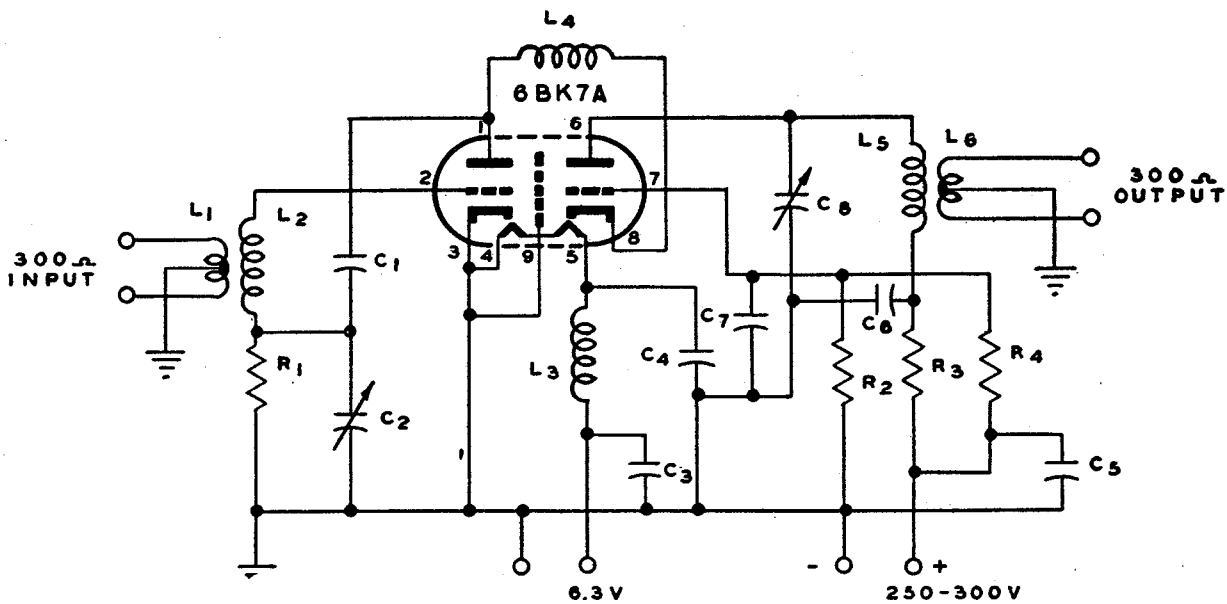 L4
6BK7A
1
6
2
7
3
4
9
5
8
L1
L2
300Ω
INPUT
C1
R1
C2
L3
C4
C3
C7
C8
L5
L6
300Ω
OUTPUT
C6
R2
R3
R4
C5
6.3V
-
+
250-300V